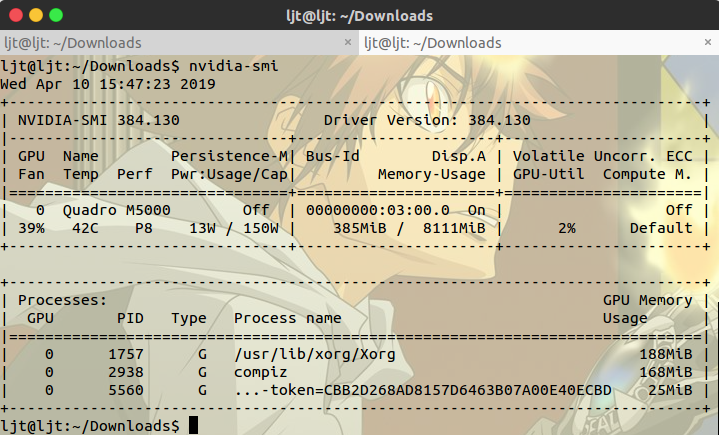 ljt@ljt: ~/Downloads
ljt@ljt: ~/Downloads × ljt@ljt: ~/Downloads ×
ljt@ljt:~/Downloads$ nvidia-smi
Wed Apr 10 15:47:23 2019
+-----------------------------------------------------------------------------+
| NVIDIA-SMI 384.130                Driver Version: 384.130                   |
|-------------------------------+----------------------+----------------------+
| GPU  Name        Persistence-M| Bus-Id        Disp.A | Volatile Uncorr. ECC |
| Fan  Temp  Perf  Pwr:Usage/Cap|         Memory-Usage | GPU-Util  Compute M. |
|===============================+======================+======================|
|   0  Quadro M5000        Off  | 00000000:03:00.0  On |                  Off |
| 39%   42C    P8    13W / 150W |    385MiB /  8111MiB |      2%      Default |
+-------------------------------+----------------------+----------------------+

+-----------------------------------------------------------------------------+
| Processes:                                                       GPU Memory |
|  GPU       PID   Type   Process name                             Usage      |
|=============================================================================|
|    0      1757      G   /usr/lib/xorg/Xorg                           188MiB |
|    0      2938      G   compiz                                       168MiB |
|    0      5560      G   ...-token=CBB2D268AD8157D6463B07A00E40ECBD    25MiB |
+-----------------------------------------------------------------------------+
ljt@ljt:~/Downloads$